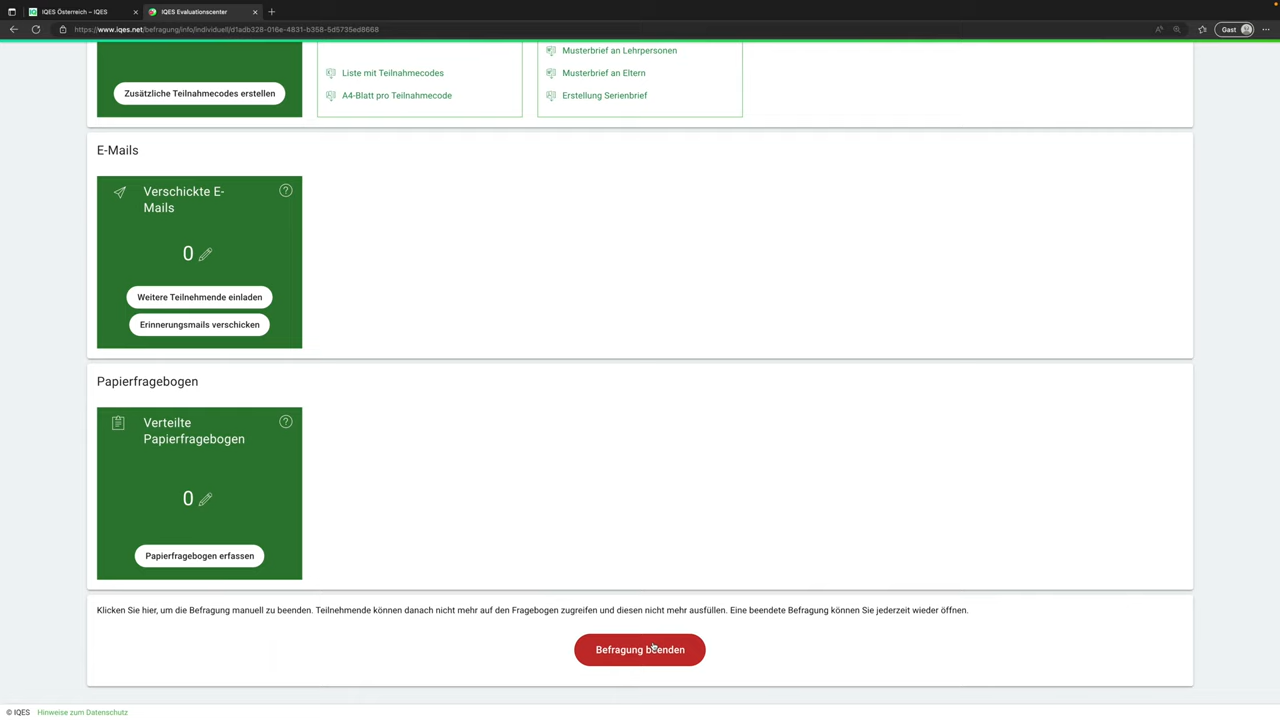 IQES Österreich – IQES
IQES Evaluationscenter
https://www.iqes.net/befragung/info/individuell/d1adb328-016e-4831-b358-5d5735ed8668
Gast
Zusätzliche Teilnahmecodes erstellen
Liste mit Teilnahmecodes
A4-Blatt pro Teilnahmecode
Musterbrief an Lehrpersonen
Musterbrief an Eltern
Erstellung Serienbrief
E-Mails
Verschickte E-
Mails
0
Weitere Teilnehmende einladen
Erinnerungsmails verschicken
Papierfragebogen
Verteilte
Papierfragebogen
0
Papierfragebogen erfassen
Klicken Sie hier, um die Befragung manuell zu beenden. Teilnehmende können danach nicht mehr auf den Fragebogen zugreifen und diesen nicht mehr ausfüllen. Eine beendete Befragung können Sie jederzeit wieder öffnen.
Befragung beenden
© IQES Hinweise zum Datenschutz